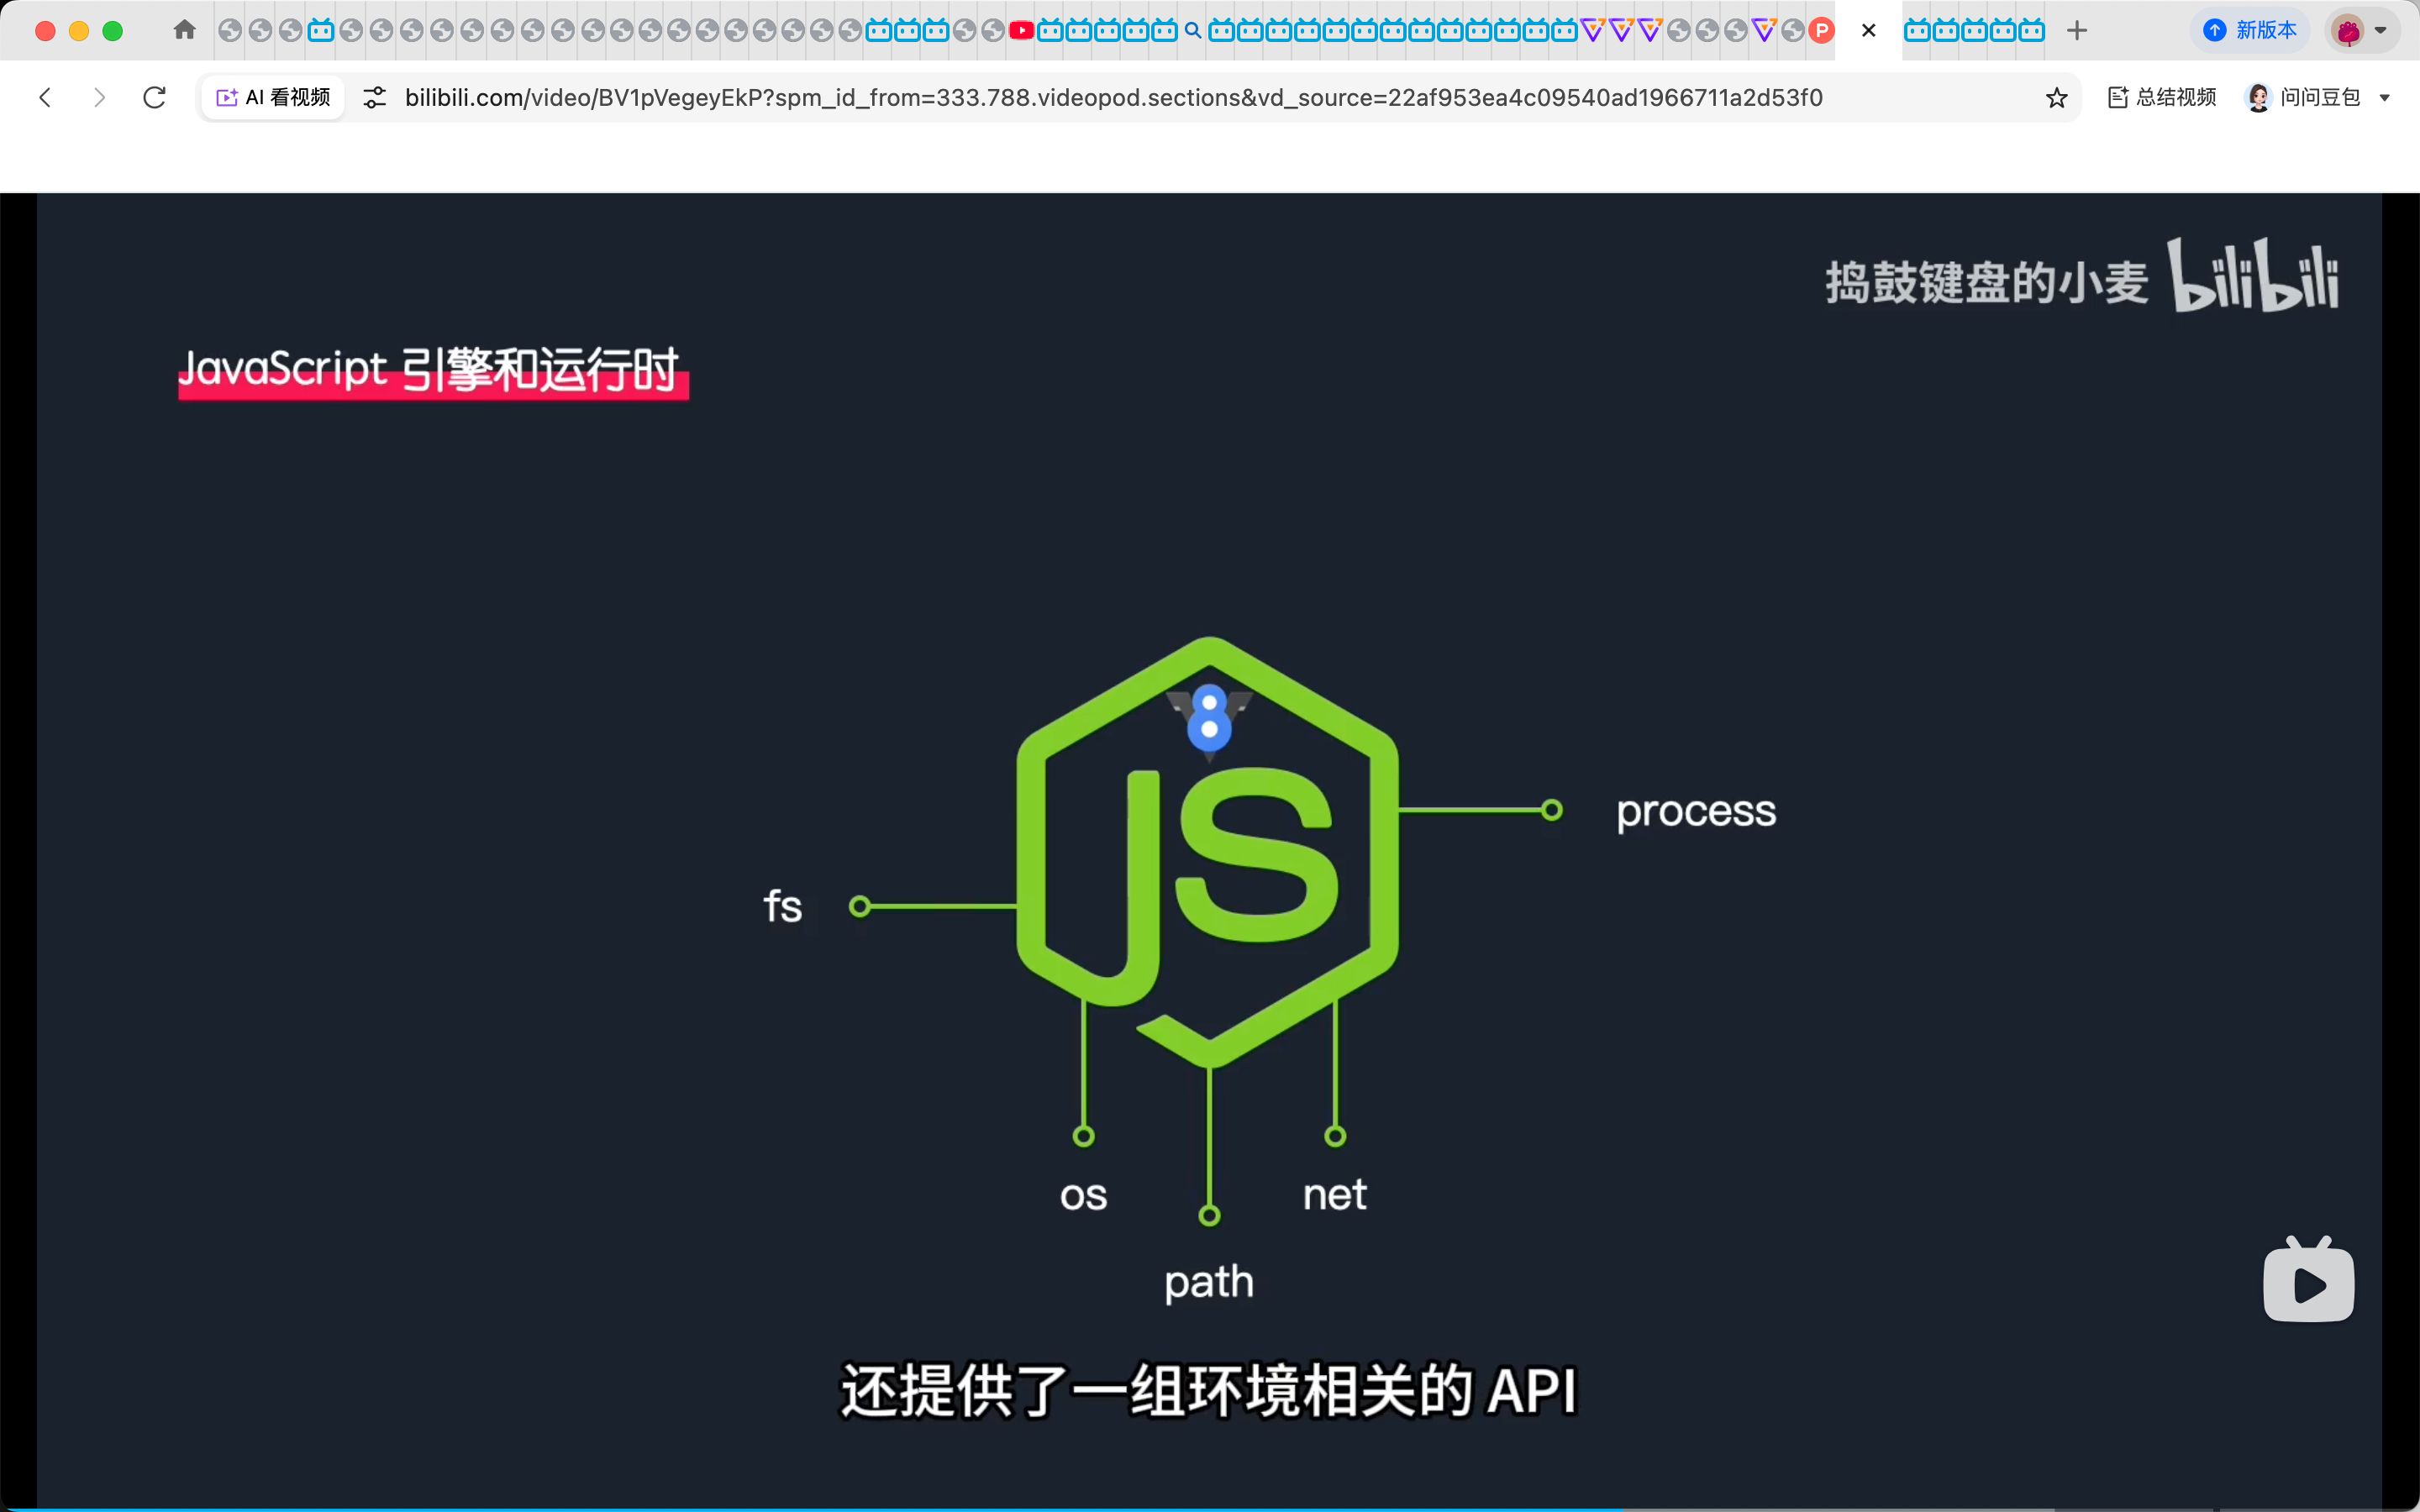 P
新版本
AI 看视频
bilibili.com/video/BV1pVegeyEkP?spm_id_from=333.788.videopod.sections&vd_source=22af953ea4c09540ad1966711a2d53f0
总结视频
问问豆包
捣鼓键盘的小麦 bilibili
JavaScript 引擎和运行时
8
JS
process
fs
os
net
path
还提供了一组环境相关的 API